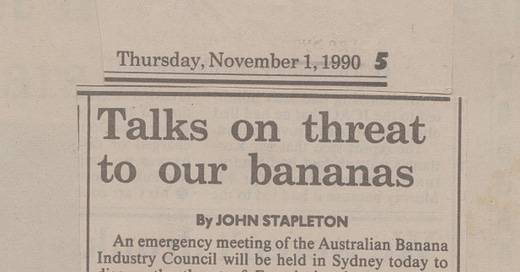 Thursday, November 1, 1990 5
Talks on threat
to our bananas
By JOHN STAPLETON
An emergency meeting of the Australian Banana
Industry Council will be held in Sydney today to